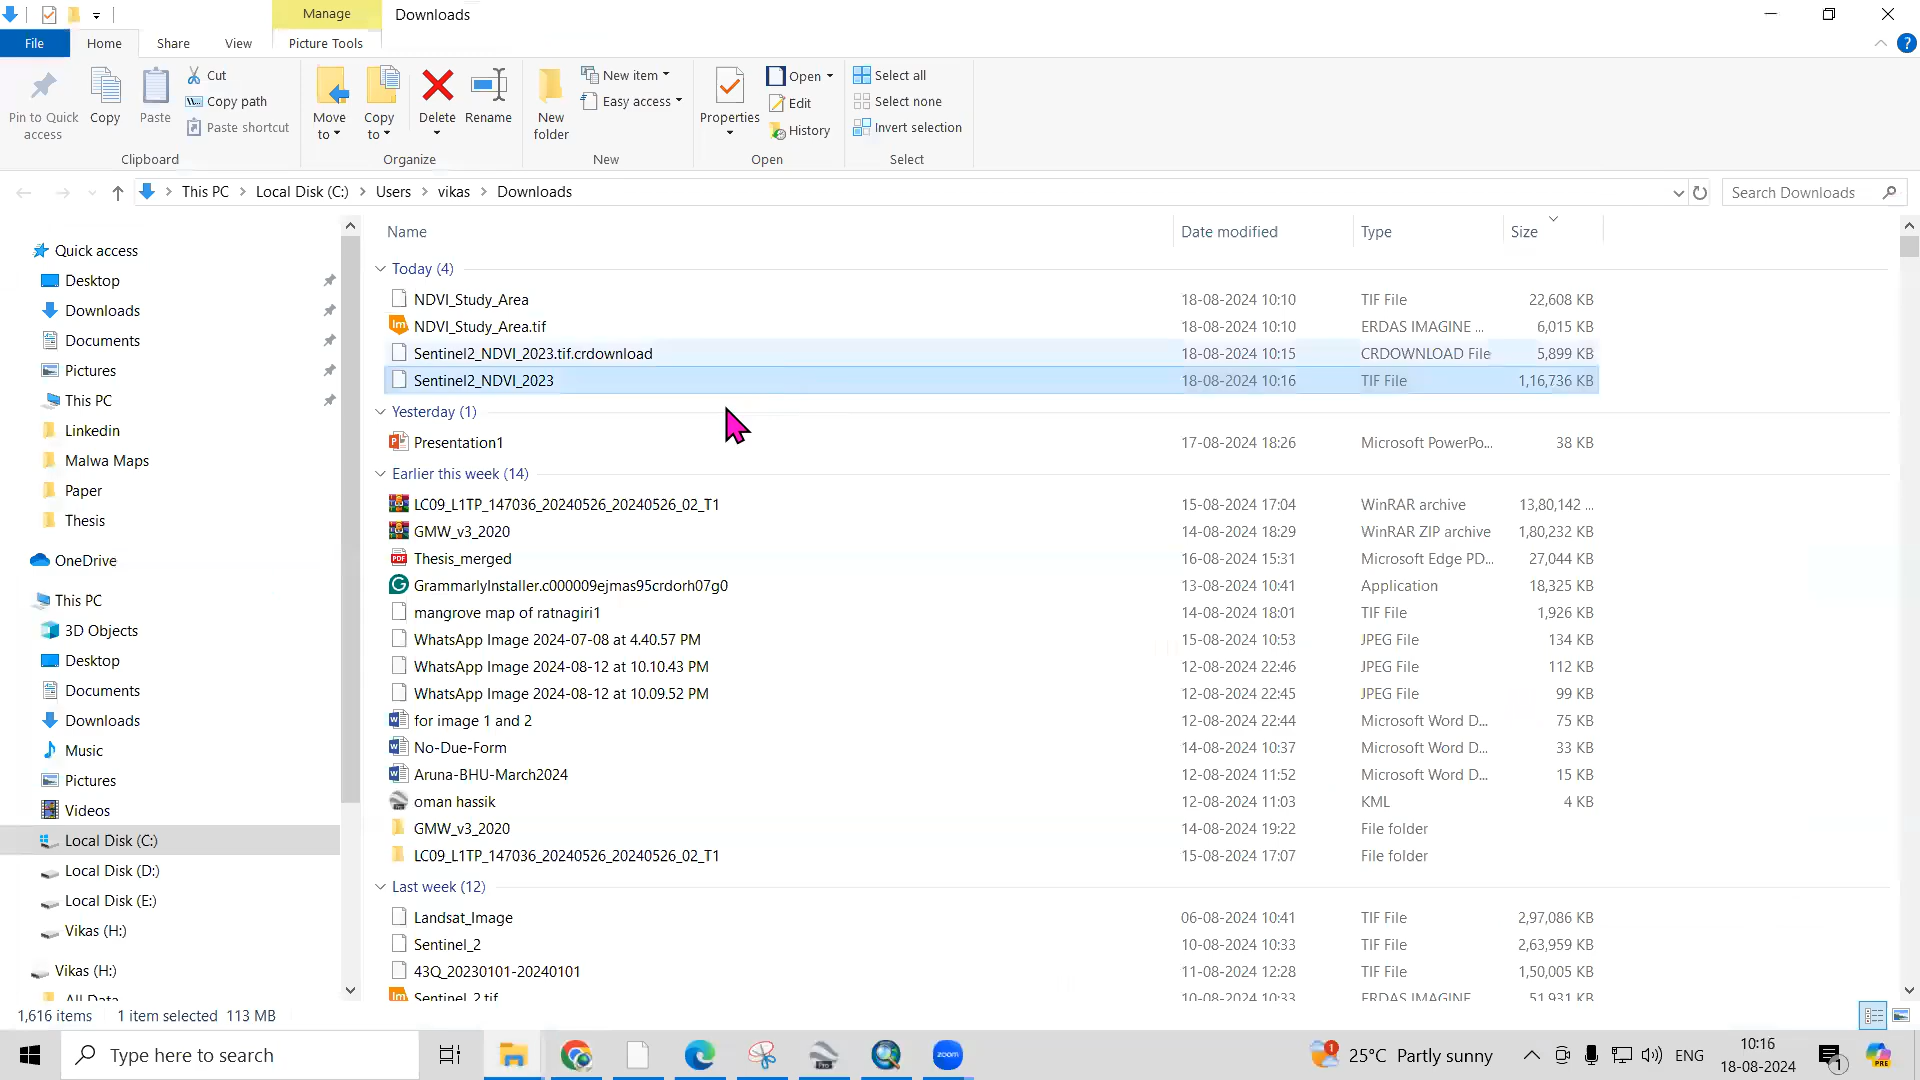 Manage
Downloads
File
Home
Share
View
Picture Tools
Pin to Quick access
Copy
Paste
Cut
Copy path
Paste shortcut
Clipboard
Move to
Copy to
Delete
Rename
Organize
New folder
New item
Easy access
New
Properties
Open
Edit
History
Open
Select all
Select none
Invert selection
Select
This PC > Local Disk (C:) > Users > vikas > Downloads
Search Downloads
Quick access
Desktop
Downloads
Documents
Pictures
This PC
Linkedin
Malwa Maps
Paper
Thesis
OneDrive
This PC
3D Objects
Desktop
Documents
Downloads
Music
Pictures
Videos
Local Disk (C:)
Local Disk (D:)
Local Disk (E:)
Vikas (H:)
Vikas (H:)
All Data
Name Date modified Type Size
Today (4)
NDVI_Study_Area 18-08-2024 10:10 TIF File 22,608 KB
NDVI_Study_Area.tif 18-08-2024 10:10 ERDAS IMAGINE ... 6,015 KB
Sentinel2_NDVI_2023.tif.crdownload 18-08-2024 10:15 CRDOWNLOAD File 5,899 KB
Sentinel2_NDVI_2023 18-08-2024 10:16 TIF File 1,16,736 KB
Yesterday (1)
Presentation1 17-08-2024 18:26 Microsoft PowerPo... 38 KB
Earlier this week (14)
LC09_L1TP_147036_20240526_20240526_02_T1 15-08-2024 17:04 WinRAR archive 13,80,142 ...
GMW_v3_2020 14-08-2024 18:29 WinRAR ZIP archive 1,80,232 KB
Thesis_merged 16-08-2024 15:31 Microsoft Edge PD... 27,044 KB
GrammarlyInstaller.c000009ejmas95crdorh07g0 13-08-2024 10:41 Application 18,325 KB
mangrove map of ratnagiri1 14-08-2024 18:01 TIF File 1,926 KB
WhatsApp Image 2024-07-08 at 4.40.57 PM 15-08-2024 10:53 JPEG File 134 KB
WhatsApp Image 2024-08-12 at 10.10.43 PM 12-08-2024 22:46 JPEG File 112 KB
WhatsApp Image 2024-08-12 at 10.09.52 PM 12-08-2024 22:45 JPEG File 99 KB
for image 1 and 2 12-08-2024 22:44 Microsoft Word D... 75 KB
No-Due-Form 14-08-2024 10:37 Microsoft Word D... 33 KB
Aruna-BHU-March2024 12-08-2024 11:52 Microsoft Word D... 15 KB
oman hassik 12-08-2024 11:03 KML 4 KB
GMW_v3_2020 14-08-2024 19:22 File folder
LC09_L1TP_147036_20240526_20240526_02_T1 15-08-2024 17:07 File folder
Last week (12)
Landsat_Image 06-08-2024 10:41 TIF File 2,97,086 KB
Sentinel_2 10-08-2024 10:33 TIF File 2,63,959 KB
43Q_20230101-20240101 11-08-2024 12:28 TIF File 1,50,005 KB
Sentinel_2.tif 10-08-2024 10:33 ERDAS IMAGINE 51,931 KB
1,616 items 1 item selected 113 MB
Type here to search
zoom
25°C Partly sunny
ENG
10:16
18-08-2024